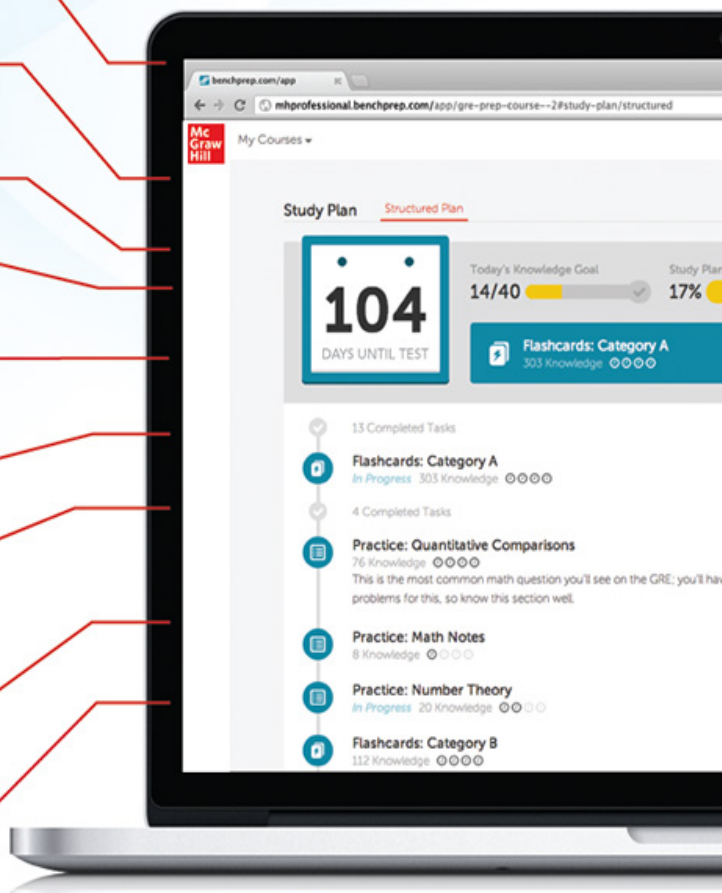 benchprep.com/app
mhprofessional.benchprep.com/app/gre-prep-course--2#study-plan/structured
Mc
Graw
Hill
My Courses
Study Plan Structured Plan
104
DAYS UNTIL TEST
Today's Knowledge Goal
14/40
Study Plan
17%
Flashcards: Category A
303 Knowledge
13 Completed Tasks
Flashcards: Category A
In Progress 303 Knowledge
4 Completed Tasks
Practice: Quantitative Comparisons
76 Knowledge
This is the most common math question you'll see on the GRE; you'll hav
problems for this, so know this section well.
Practice: Math Notes
8 Knowledge
Practice: Number Theory
In Progress 20 Knowledge
Flashcards: Category B
112 Knowledge